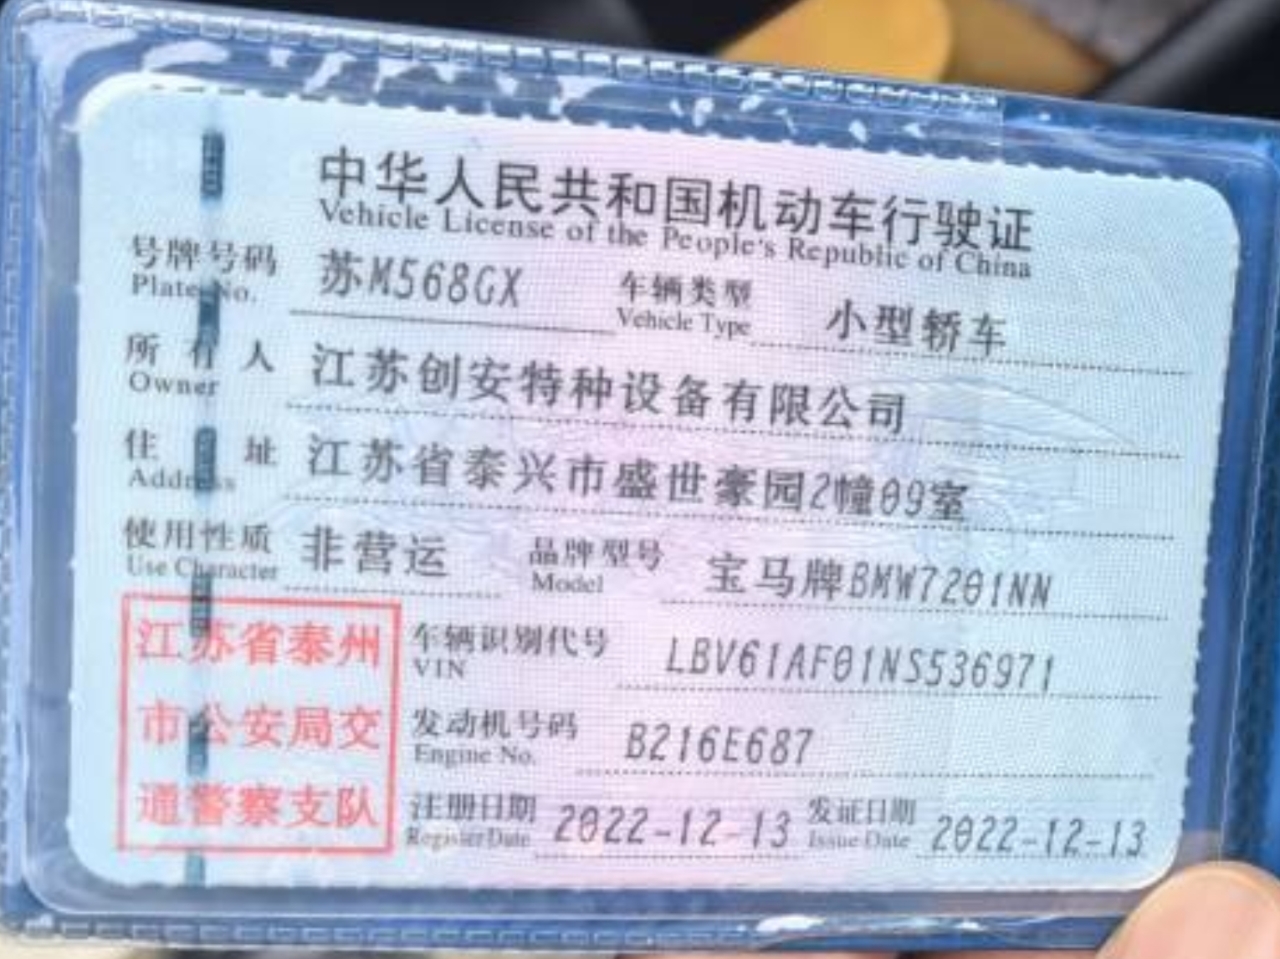 中华人民共和国机动车行驶证
Vehicle License of the People's Republic of China
号牌号码 苏M568GX 车辆类型 小型轿车
Plate No. Vehicle Type
所有人 江苏创安特种设备有限公司
Owner
住址 江苏省泰兴市盛世豪园2幢09室
Address
使用性质 非营运 品牌型号 宝马牌BMW7201NN
Use Character Model
江苏省泰州
市公安局交
通警察支队
车辆识别代号 LBV61AF01NS536971
VIN
发动机号码 B216E687
Engine No.
注册日期 2022-12-13 发证日期 2022-12-13
Register Date Issue Date